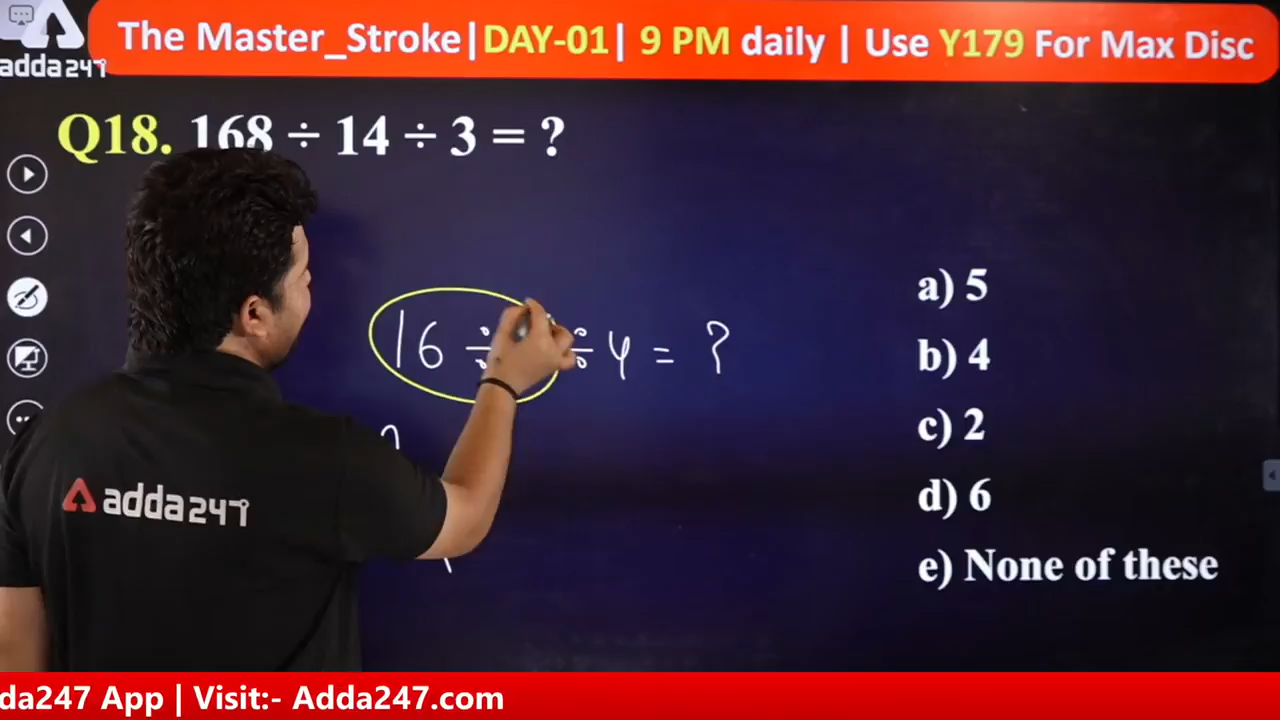 The Master_Stroke|DAY-01| 9 PM daily | Use Y179 For Max Disc
adda247
Q18. 168 ÷ 14 ÷ 3 = ?
16 ÷ ÷ 4 = ?
a) 5
b) 4
c) 2
d) 6
e) None of these
adda247
da247 App | Visit:- Adda247.com